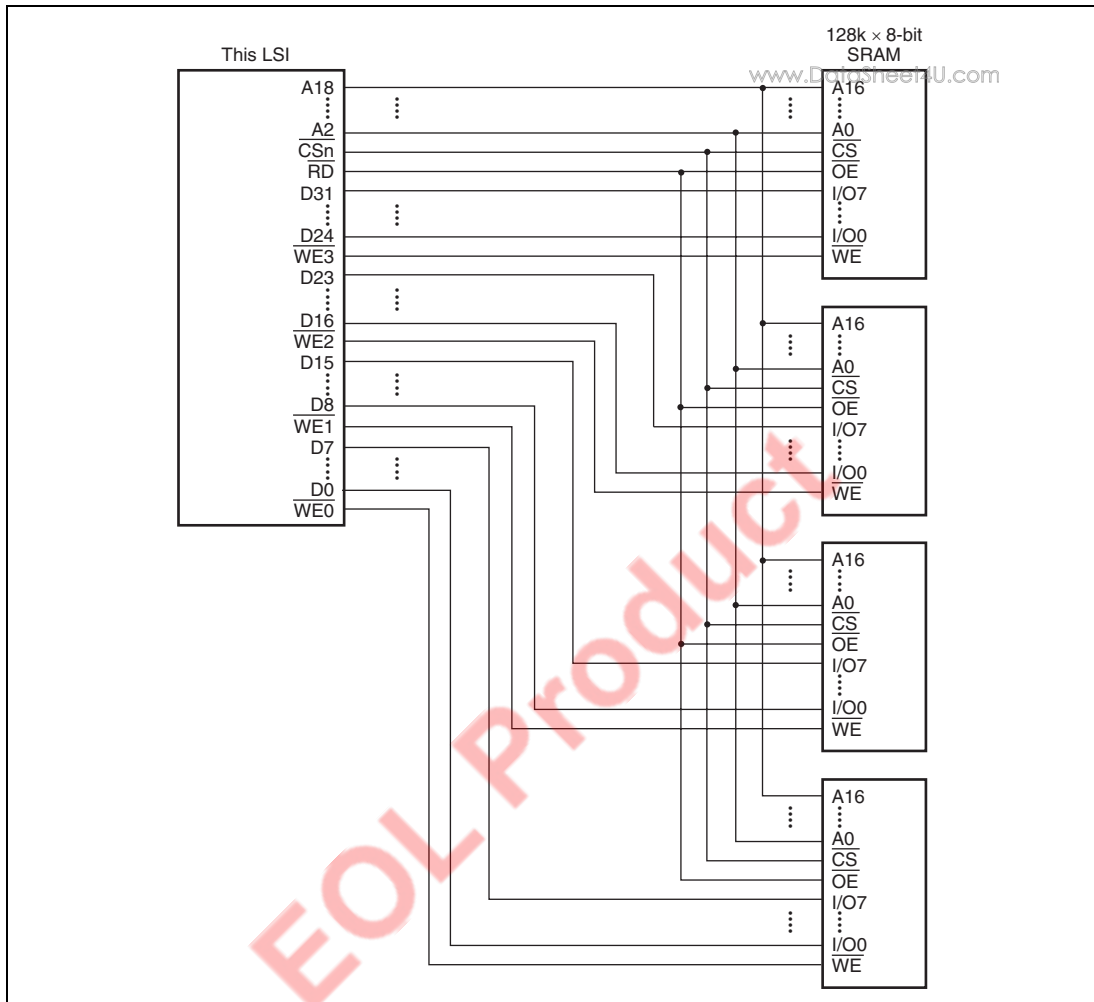 128k × 8-bit
This LSI
SRAM
www.DataSheet4U.com
A18
A2
CSn
RD
D31
D24
WE3
D23
D16
WE2
D15
D8
WE1
D7
D0
WE0
A16
A0
CS
OE
I/O7
I/O0
WE
A16
A0
CS
OE
I/O7
I/O0
WE
A16
A0
CS
OE
I/O7
I/O0
WE
A16
A0
CS
OE
I/O7
I/O0
WE
EOL Product